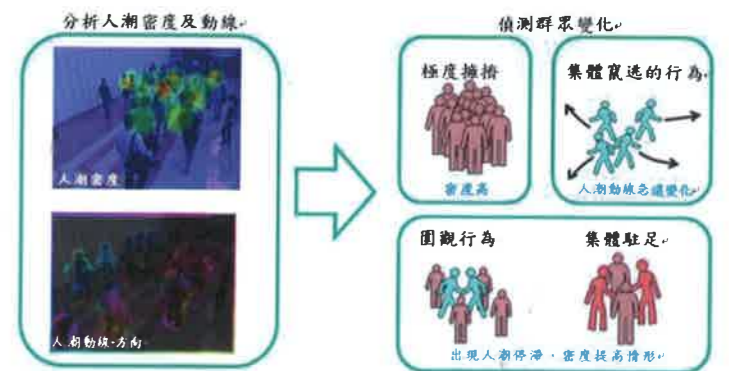 分析人潮密度及動線
人潮密度
人潮動線-方向
偵測群眾變化
極度擁擠
密度高
集體竄逃的行為
人潮動線急遽變化
圍觀行為
集體駐足
出現人潮停滯，密度提高情形